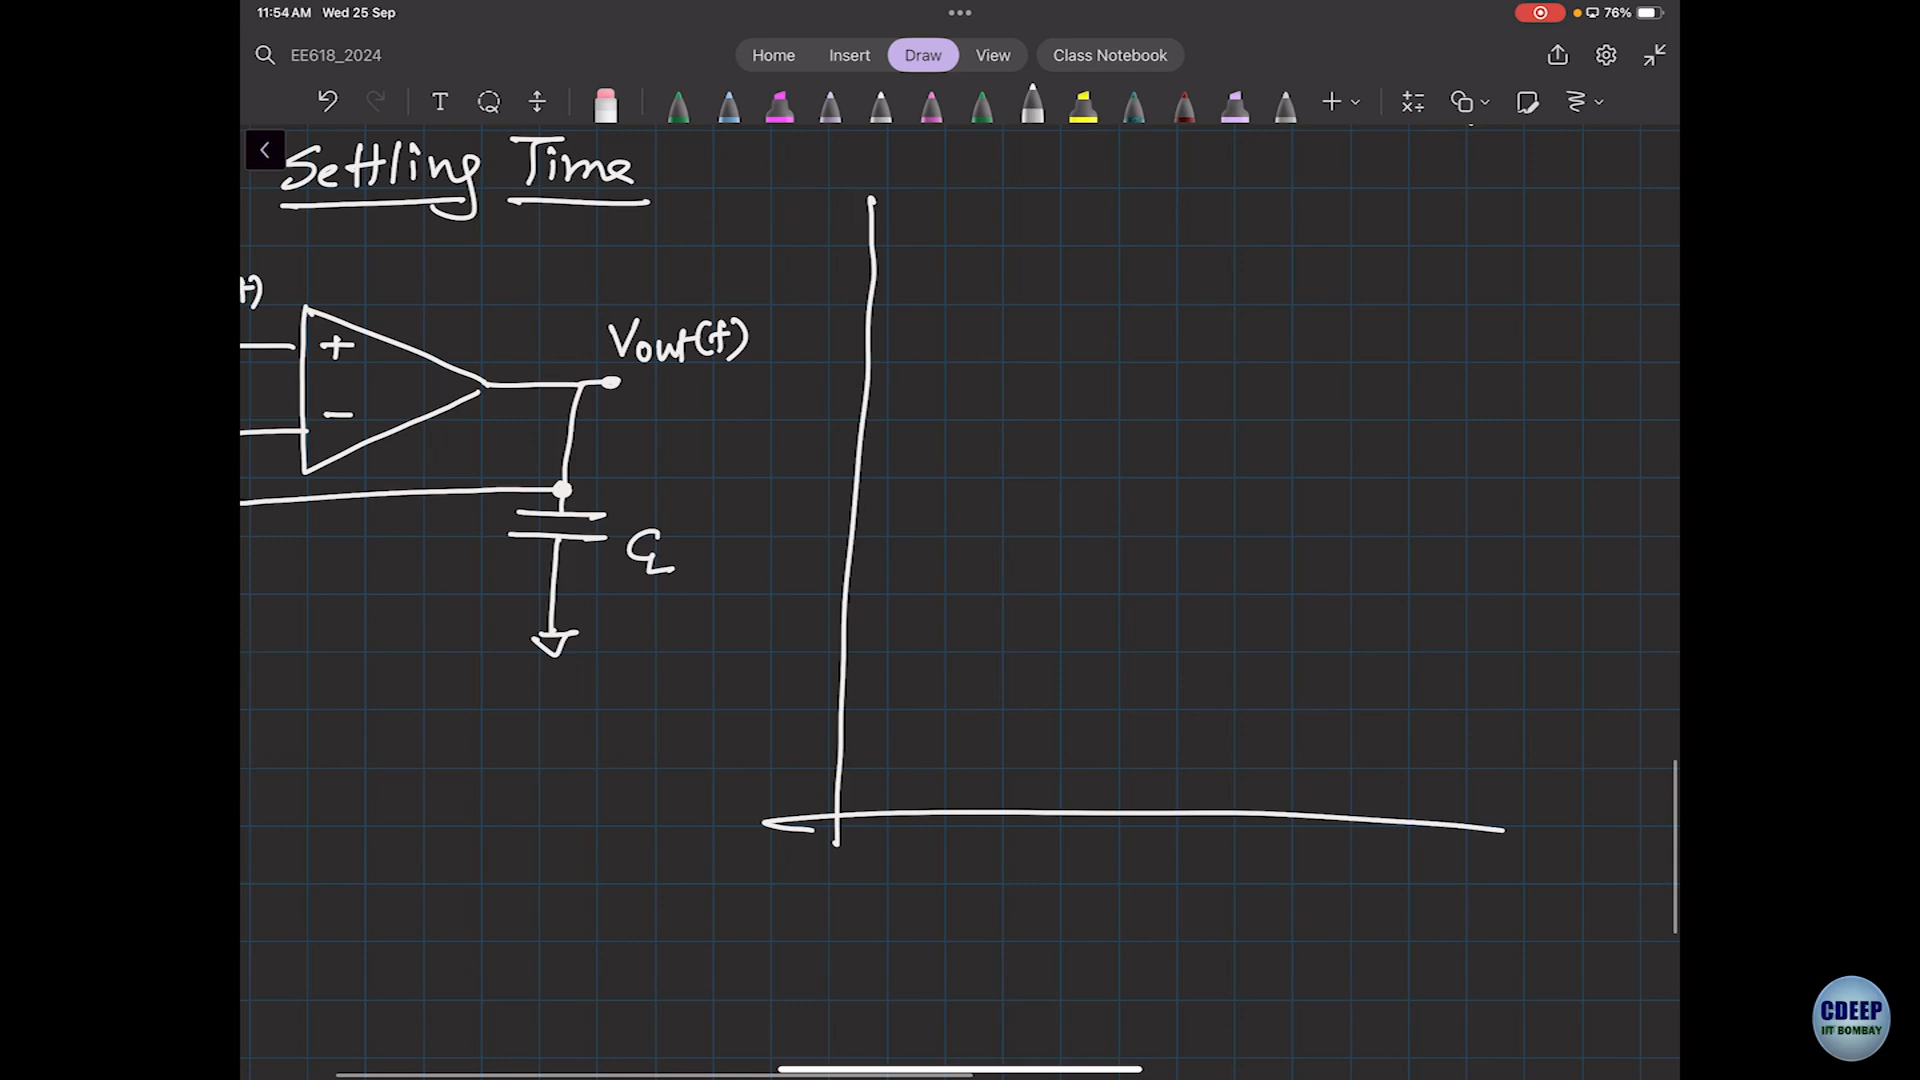 11:54 AM Wed 25 Sep
76%
EE618_2024
Home Insert Draw View Class Notebook
T
Settling Time
t)
+
Vout(t)
-
CL
CDEEP
IIT BOMBAY